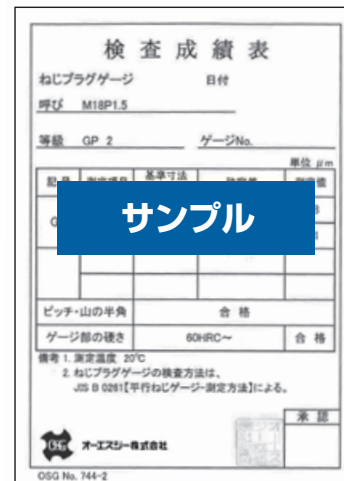 検査成績表
ねじプラグゲージ 日付
呼び M18P1.5
等級 GP 2 ゲージNo.
単位 μm
基準寸法
サンプル
ピッチ・山の半角 合格
ゲージ部の硬さ 60HRC～ 合格
備考 1. 測定温度 20℃
2. ねじプラグゲージの検査方法は、
JIS B 0261【平行ねじゲージ-測定方法】による。
承認
OSG オーエスジー株式会社
OSG No. 744-2